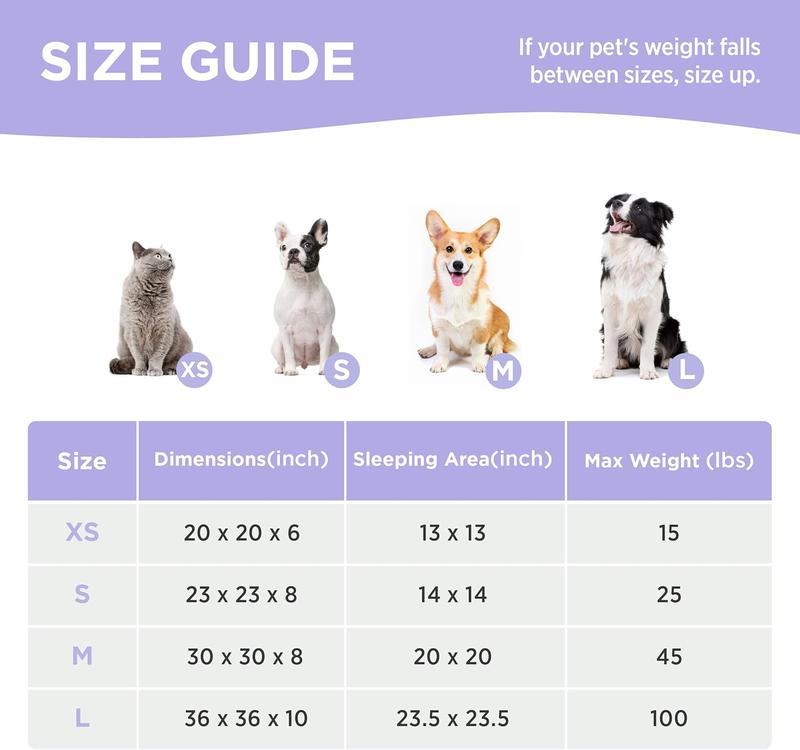 SIZE GUIDE
If your pet's weight falls
between sizes, size up.
XS
S
M
L
Size Dimensions(inch) Sleeping Area(inch) Max Weight (lbs)
XS 20 x 20 x 6 13 x 13 15
S 23 x 23 x 8 14 x 14 25
M 30 x 30 x 8 20 x 20 45
L 36 x 36 x 10 23.5 x 23.5 100